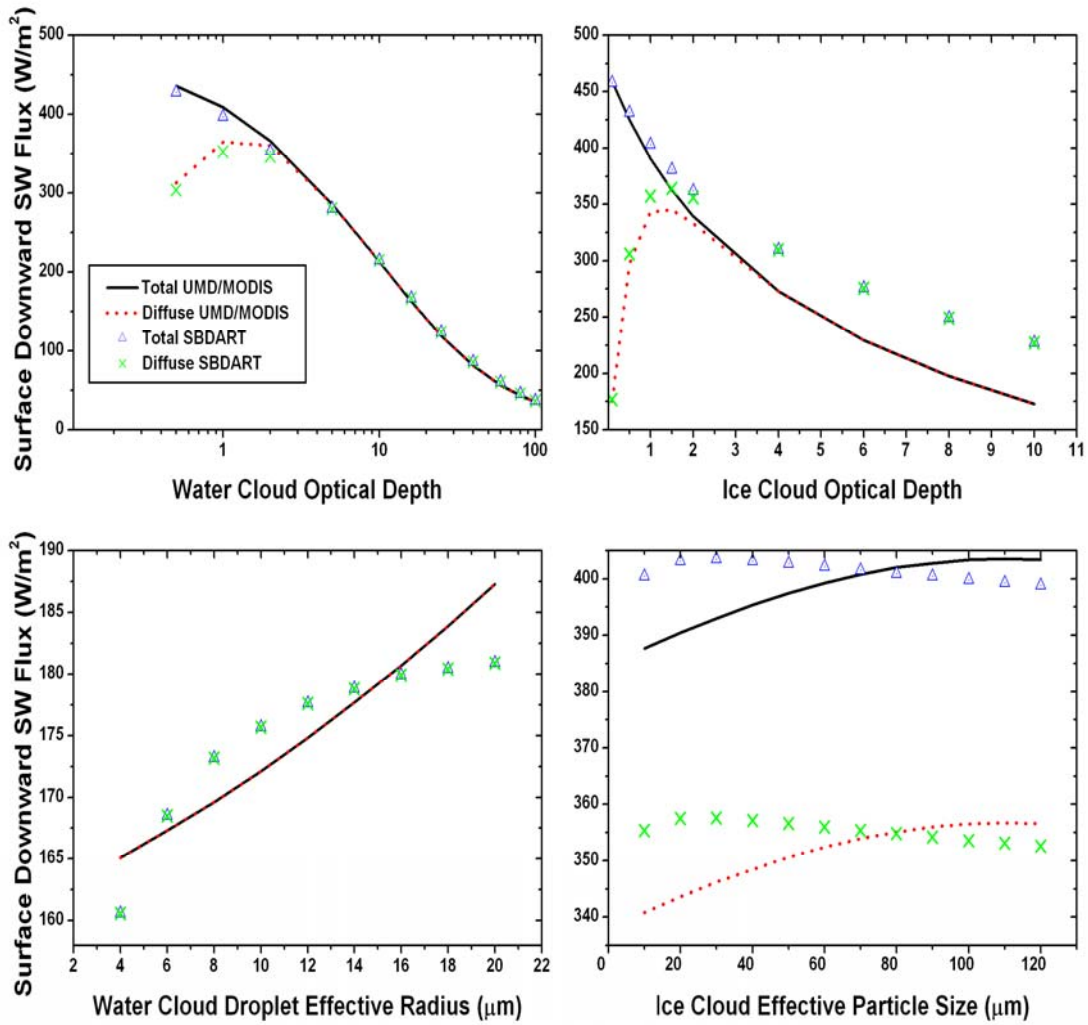 Surface Downward SW Flux (W/m²)
500
400
300
200
100
0
1
10
100
Water Cloud Optical Depth
Total UMD/MODIS
Diffuse UMD/MODIS
Total SBDART
Diffuse SBDART
500
450
400
350
300
250
200
150
0 1 2 3 4 5 6 7 8 9 10 11
Ice Cloud Optical Depth
Surface Downward SW Flux (W/m²)
190
185
180
175
170
165
160
2 4 6 8 10 12 14 16 18 20 22
Water Cloud Droplet Effective Radius (μm)
400
390
380
370
360
350
340
0 20 40 60 80 100 120
Ice Cloud Effective Particle Size (μm)